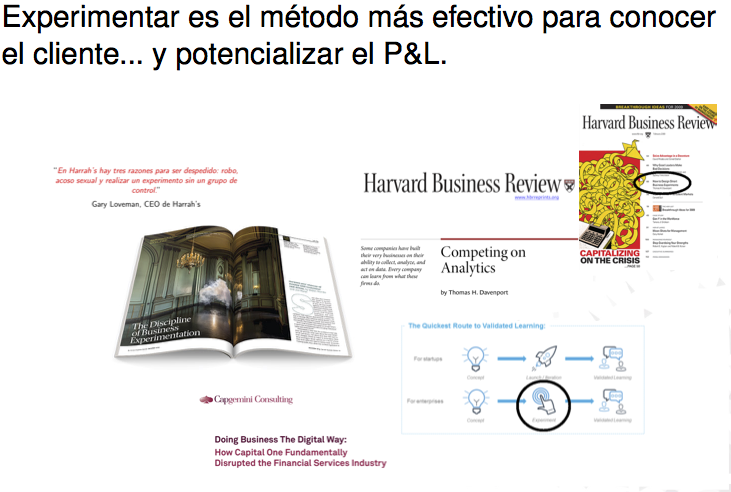 Experimentar es el método más efectivo para conocer
el cliente... y potencializar el P&L.
BREAKTHROUGH IDEAS FOR 2009
Harvard Business Review
CAPITALIZING
ON THE CRISIS
"En Harrah's hay tres razones para ser despedido: robo,
acoso sexual y realizar un experimento sin un grupo de
control."
Gary Loveman, CEO de Harrah's
Harvard Business Review
www.hbrreprints.org
Some companies have built
their very businesses on their
ability to collect, analyze, and
act on data. Every company
can learn from what these
firms do.
Competing on
Analytics
by Thomas H. Davenport
The Discipline
of Business
Experimentation
The Quickest Route to Validated Learning:
For startups
Concept
Launch / Iteration
Validated Learning
For enterprises
Concept
Experiment
Validated Learning
Capgemini Consulting
Doing Business The Digital Way:
How Capital One Fundamentally
Disrupted the Financial Services Industry